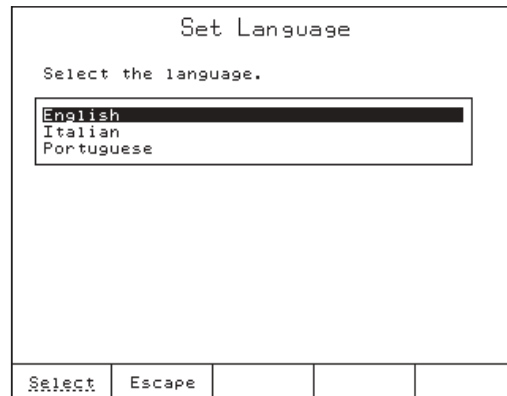 Set Language
Select the language.
English
Italian
Portuguese
Select Escape